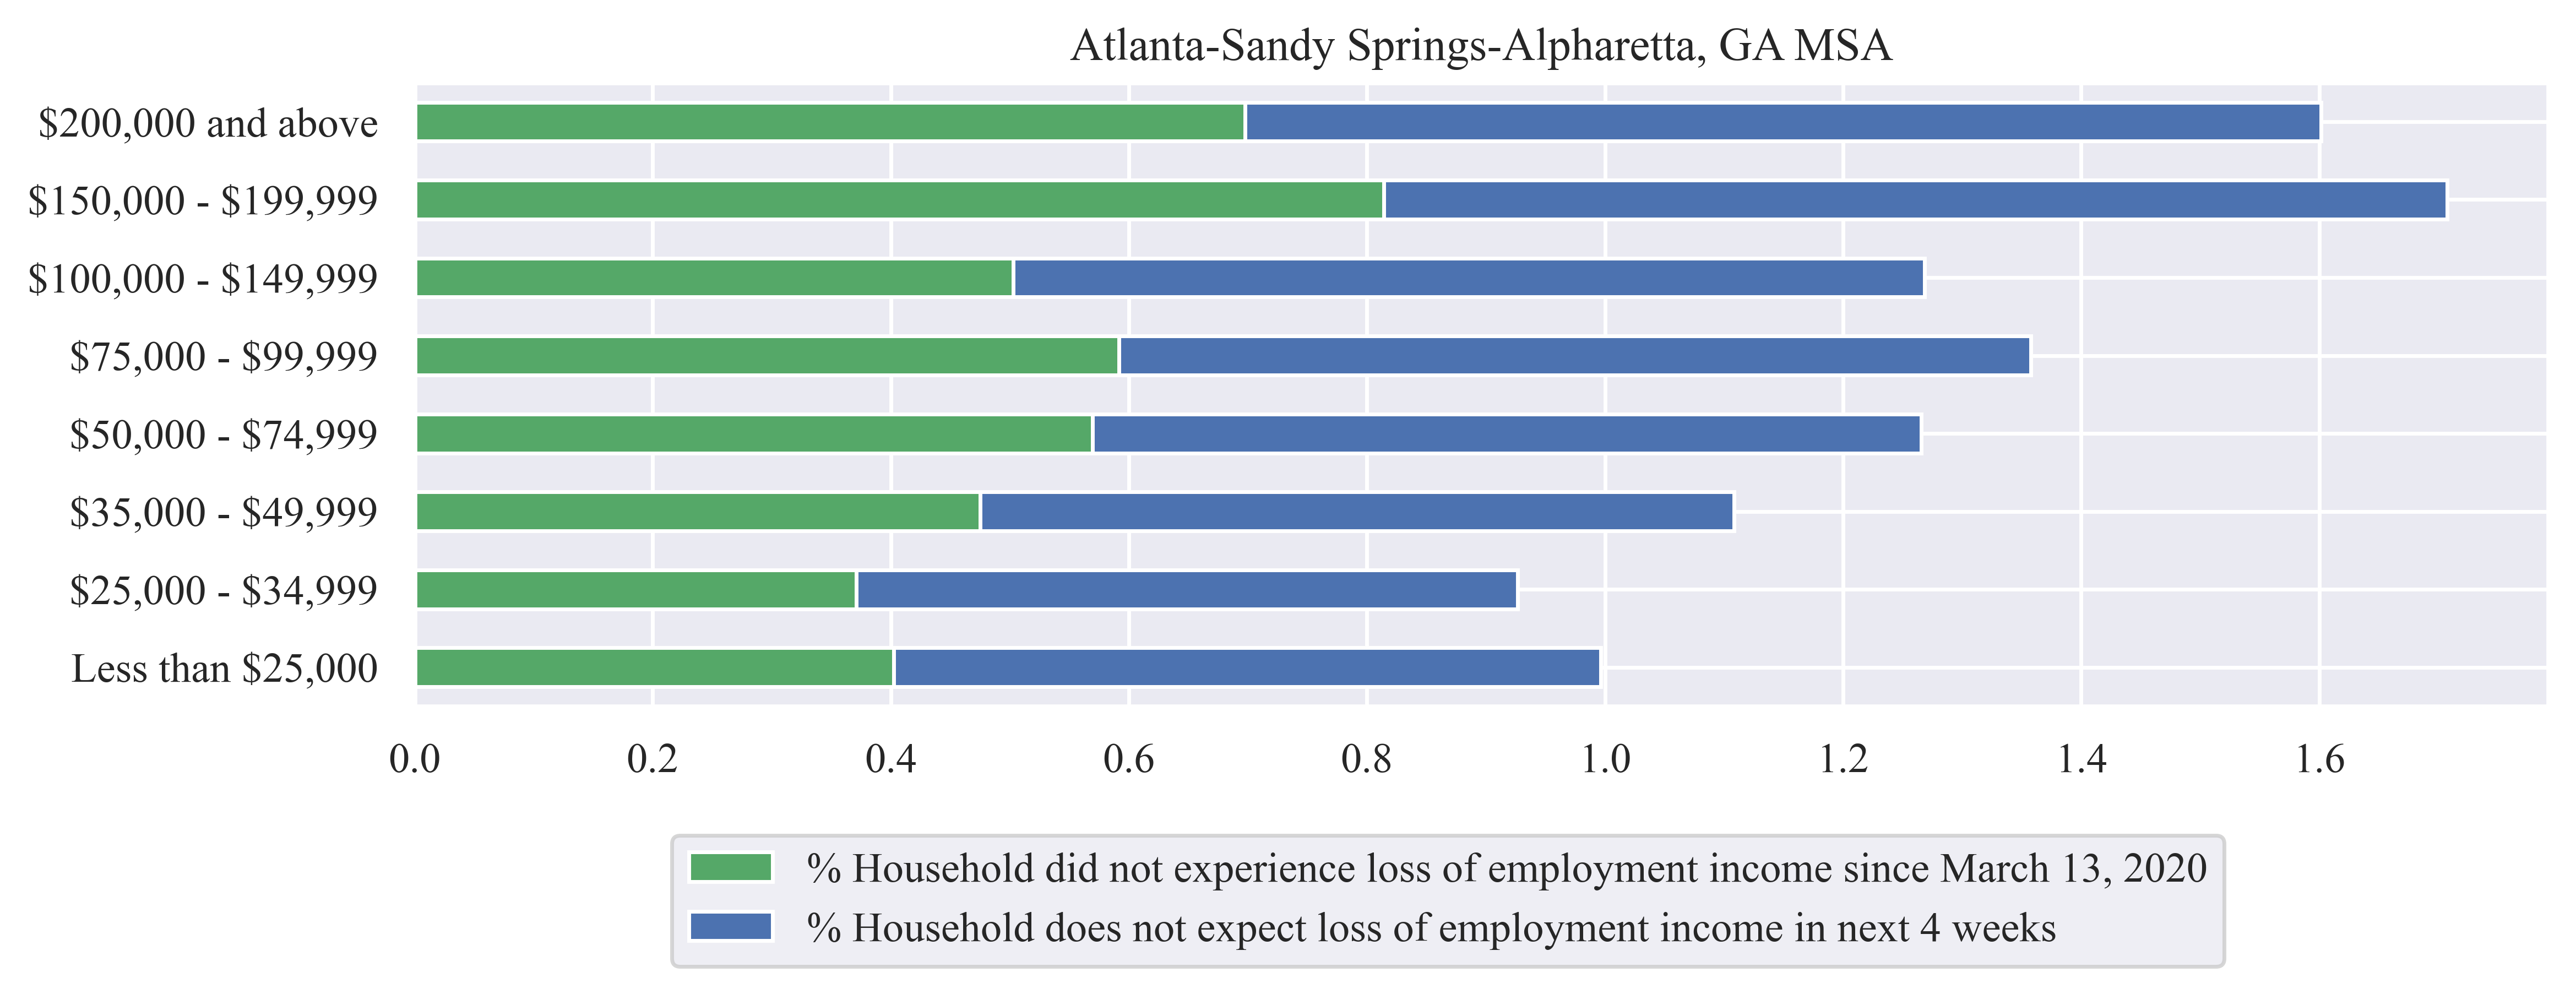 Atlanta-Sandy Springs-Alpharetta, GA MSA
$200,000 and above
$150,000 - $199,999
$100,000 - $149,999
$75,000 - $99,999
$50,000 - $74,999
$35,000 - $49,999
$25,000 - $34,999
Less than $25,000
0.0 0.2 0.4 0.6 0.8 1.0 1.2 1.4 1.6
% Household did not experience loss of employment income since March 13, 2020
% Household does not expect loss of employment income in next 4 weeks